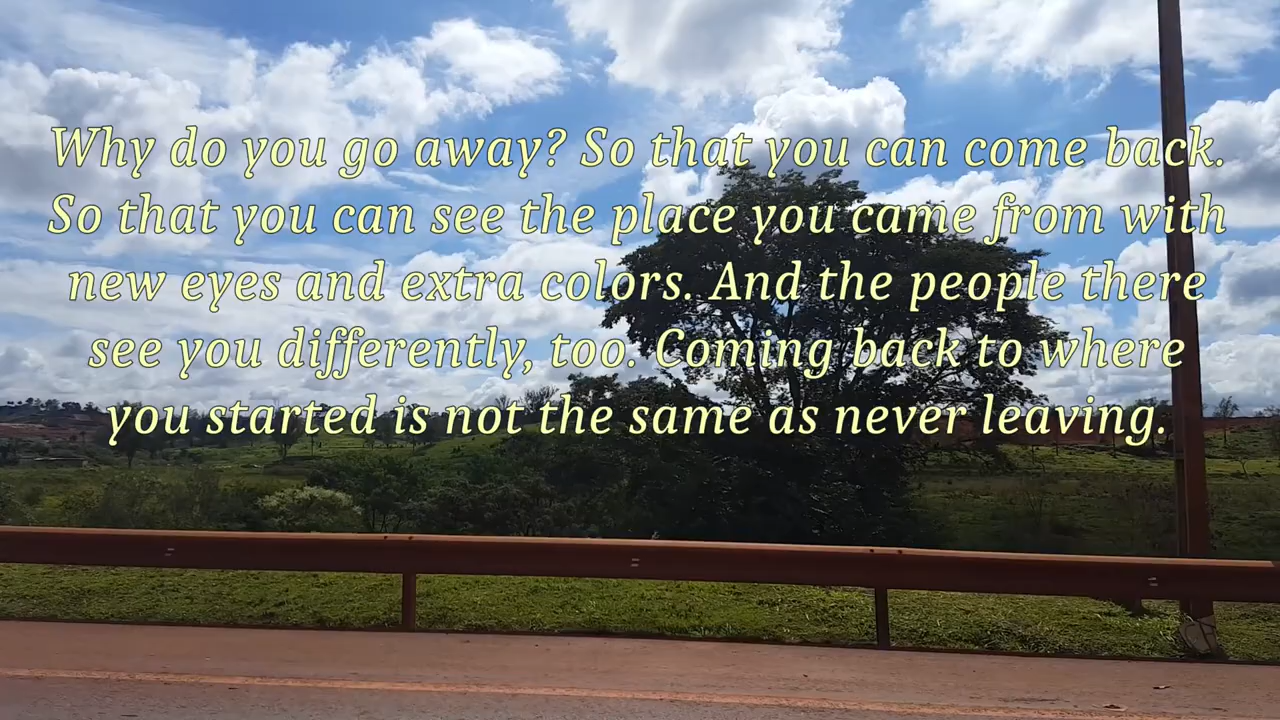 Why do you go away? So that you can come back.
So that you can see the place you came from with
new eyes and extra colors. And the people there
see you differently, too. Coming back to where
you started is not the same as never leaving.